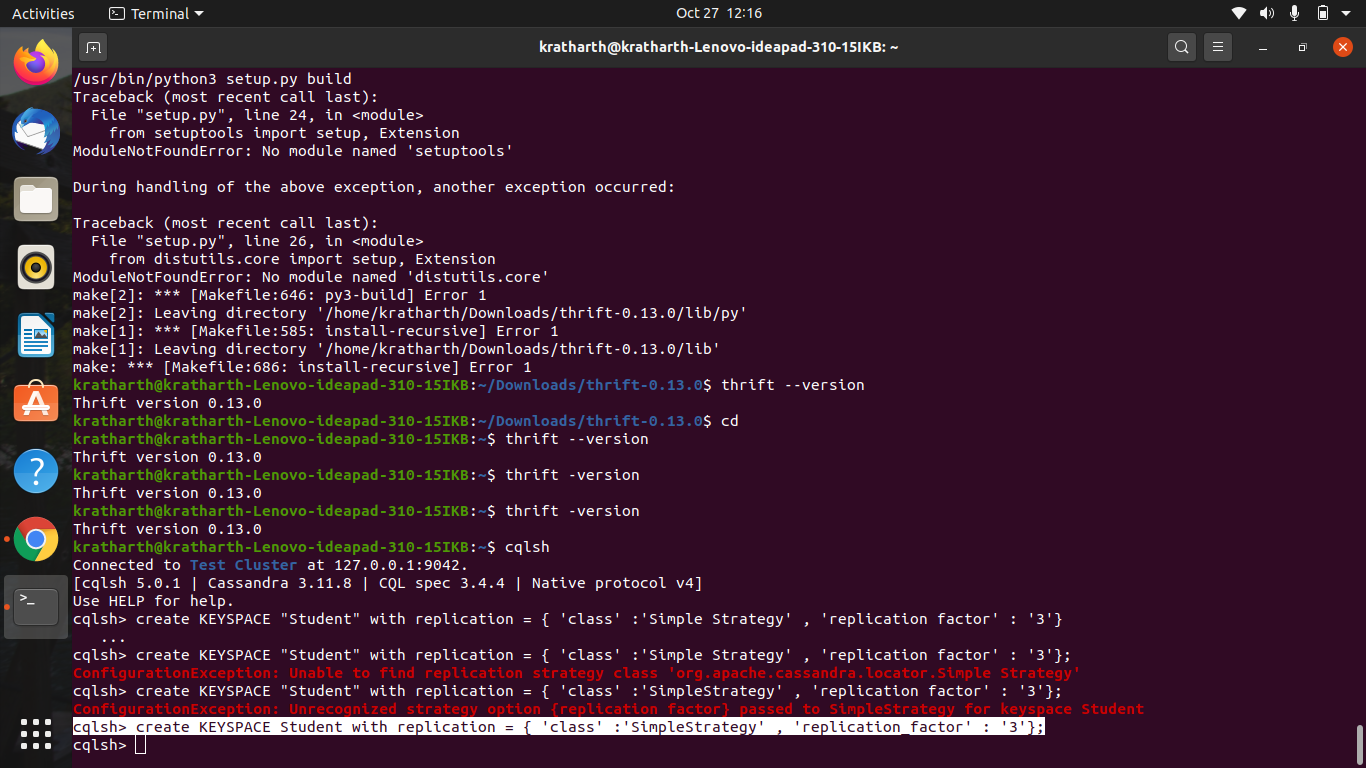 Activities
Terminal
Oct 27 12:16
kratharth@kratharth-Lenovo-ideapad-310-15IKB: ~
/usr/bin/python3 setup.py build
Traceback (most recent call last):
  File "setup.py", line 24, in <module>
    from setuptools import setup, Extension
ModuleNotFoundError: No module named 'setuptools'
During handling of the above exception, another exception occurred:
Traceback (most recent call last):
  File "setup.py", line 26, in <module>
    from distutils.core import setup, Extension
ModuleNotFoundError: No module named 'distutils.core'
make[2]: *** [Makefile:646: py3-build] Error 1
make[2]: Leaving directory '/home/kratharth/Downloads/thrift-0.13.0/lib/py'
make[1]: *** [Makefile:585: install-recursive] Error 1
make[1]: Leaving directory '/home/kratharth/Downloads/thrift-0.13.0/lib'
make: *** [Makefile:686: install-recursive] Error 1
kratharth@kratharth-Lenovo-ideapad-310-15IKB:~/Downloads/thrift-0.13.0$ thrift --version
Thrift version 0.13.0
kratharth@kratharth-Lenovo-ideapad-310-15IKB:~/Downloads/thrift-0.13.0$ cd
kratharth@kratharth-Lenovo-ideapad-310-15IKB:~$ thrift --version
Thrift version 0.13.0
kratharth@kratharth-Lenovo-ideapad-310-15IKB:~$ thrift -version
Thrift version 0.13.0
kratharth@kratharth-Lenovo-ideapad-310-15IKB:~$ thrift -version
Thrift version 0.13.0
kratharth@kratharth-Lenovo-ideapad-310-15IKB:~$ cqlsh
Connected to Test Cluster at 127.0.0.1:9042.
[cqlsh 5.0.1 | Cassandra 3.11.8 | CQL spec 3.4.4 | Native protocol v4]
Use HELP for help.
cqlsh> create KEYSPACE "Student" with replication = { 'class' :'Simple Strategy' , 'replication factor' : '3'}
   ...
cqlsh> create KEYSPACE "Student" with replication = { 'class' :'Simple Strategy' , 'replication factor' : '3'};
ConfigurationException: Unable to find replication strategy class 'org.apache.cassandra.locator.Simple Strategy'
cqlsh> create KEYSPACE "Student" with replication = { 'class' :'SimpleStrategy' , 'replication factor' : '3'};
ConfigurationException: Unrecognized strategy option {replication factor} passed to SimpleStrategy for keyspace Student
cqlsh> create KEYSPACE Student with replication = { 'class' :'SimpleStrategy' , 'replication_factor' : '3'};
cqlsh>